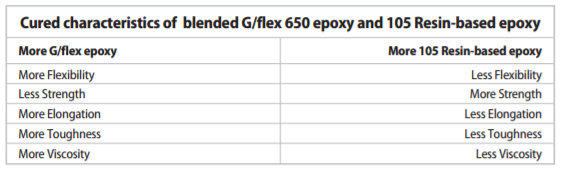 Cured characteristics of blended G/flex 650 epoxy and 105 Resin-based epoxy
More G/flex epoxy More 105 Resin-based epoxy
More Flexibility Less Flexibility
Less Strength More Strength
More Elongation Less Elongation
More Toughness Less Toughness
More Viscosity Less Viscosity